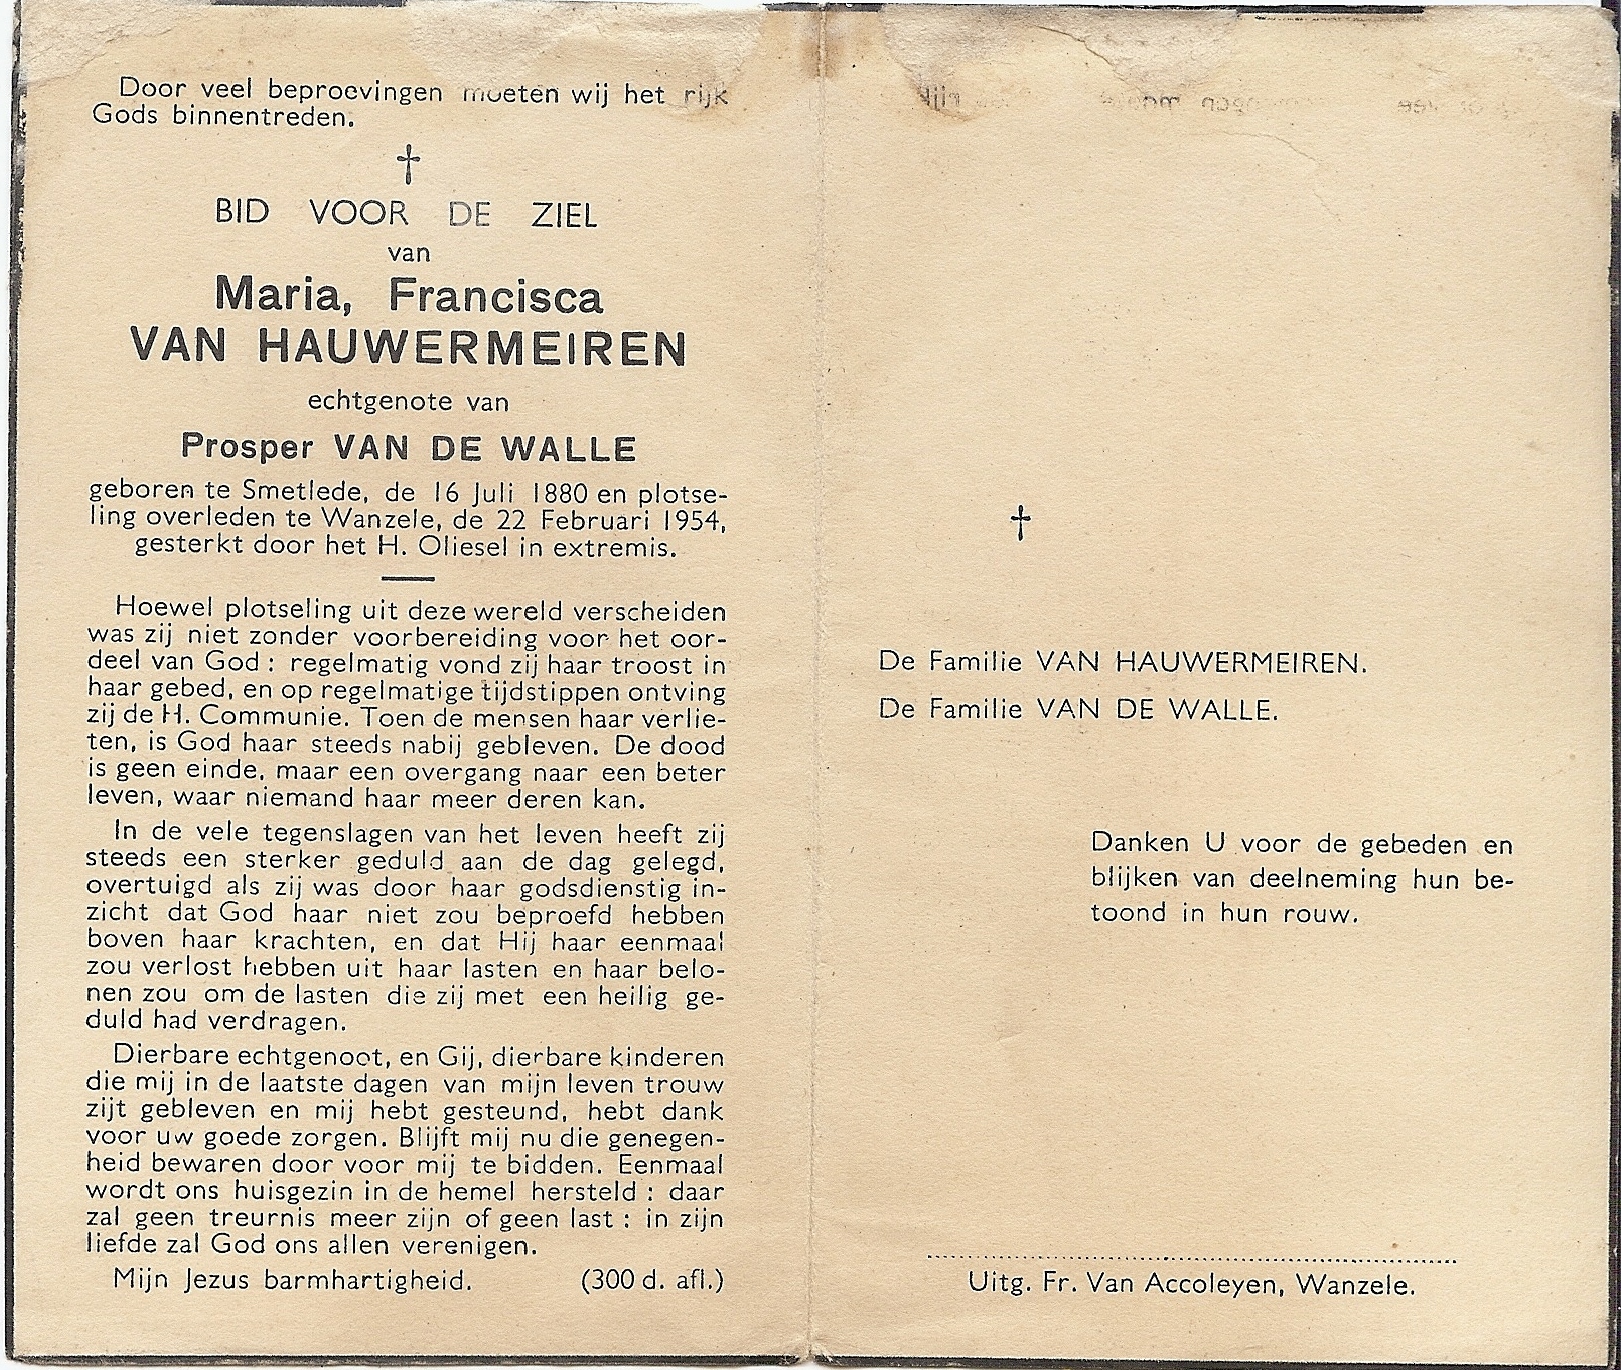 Door veel beproevingen moeten wij het rijk
Gods binnentreden.
†
BID VOOR DE ZIEL
van
Maria, Francisca
VAN HAUWERMEIREN
echtgenote van
Prosper VAN DE WALLE
geboren te Smetlede, de 16 Juli 1880 en plotse-
ling overleden te Wanzele, de 22 Februari 1954,
gesterkt door het H. Oliesel in extremis.
Hoewel plotseling uit deze wereld verscheiden
was zij niet zonder voorbereiding voor het oor-
deel van God : regelmatig vond zij haar troost in
haar gebed, en op regelmatige tijdstippen ontving
zij de H. Communie. Toen de mensen haar verlie-
ten, is God haar steeds nabij gebleven. De dood
is geen einde, maar een overgang naar een beter
leven, waar niemand haar meer deren kan.
In de vele tegenslagen van het leven heeft zij
steeds een sterker geduld aan de dag gelegd,
overtuigd als zij was door haar godsdienstig in-
zicht dat God haar niet zou beproefd hebben
boven haar krachten, en dat Hij haar eenmaal
zou verlost hebben uit haar lasten en haar belo-
nen zou om de lasten die zij met een heilig ge-
duld had verdragen.
Dierbare echtgenoot, en Gij, dierbare kinderen
die mij in de laatste dagen van mijn leven trouw
zijt gebleven en mij hebt gesteund, hebt dank
voor uw goede zorgen. Blijft mij nu die genegen-
heid bewaren door voor mij te bidden. Eenmaal
wordt ons huisgezin in de hemel hersteld : daar
zal geen treurnis meer zijn of geen last : in zijn
liefde zal God ons allen verenigen.
Mijn Jezus barmhartigheid. (300 d. afl.)
†
De Familie VAN HAUWERMEIREN.
De Familie VAN DE WALLE.
Danken U voor de gebeden en
blijken van deelneming hun be-
toond in hun rouw.
Uitg. Fr. Van Accoleyen, Wanzele.